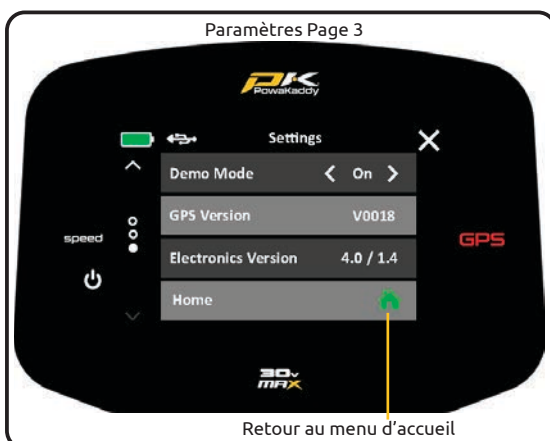 Paramètres Page 3
PK
PowaKaddy
Settings
Demo Mode < On >
GPS Version V0018
speed
GPS
Electronics Version 4.0 / 1.4
Home
30v
MAX
Retour au menu d’accueil